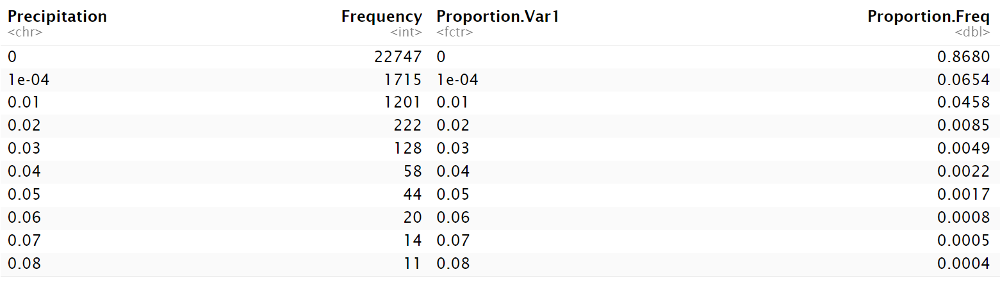 Precipitation Frequency Proportion.Var1 Proportion.Freq
<chr> <int> <fctr> <dbl>
0 22747 0 0.8680
1e-04 1715 1e-04 0.0654
0.01 1201 0.01 0.0458
0.02 222 0.02 0.0085
0.03 128 0.03 0.0049
0.04 58 0.04 0.0022
0.05 44 0.05 0.0017
0.06 20 0.06 0.0008
0.07 14 0.07 0.0005
0.08 11 0.08 0.0004